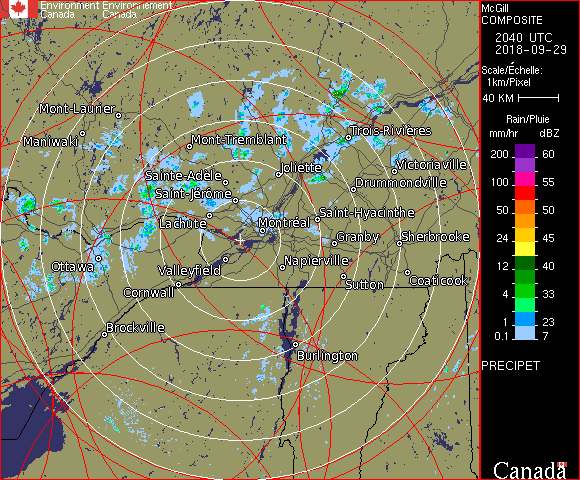 Environment Environnement
Canada Canada
McGill
COMPOSITE
2040 UTC
2018-09-29
Scale/Échelle:
1km/Pixel
40 KM
Rain/Pluie
mm/hr dBZ
200 60
150 57
100 55
50 50
24 45
12 40
4 33
1 23
0.1 7
PRECIPET
Canada
Mont-Laurier
Maniwaki
Mont-Tremblant
Trois-Rivières
Victoriaville
Sainte-Adèle
Joliette
Drummondville
Saint-Jérôme
Saint-Hyacinthe
Lachute
Montréal
Granby
Sherbrooke
Ottawa
Valleyfield
Napierville
Cornwall
Sutton
Coaticook
Brockville
Burlington